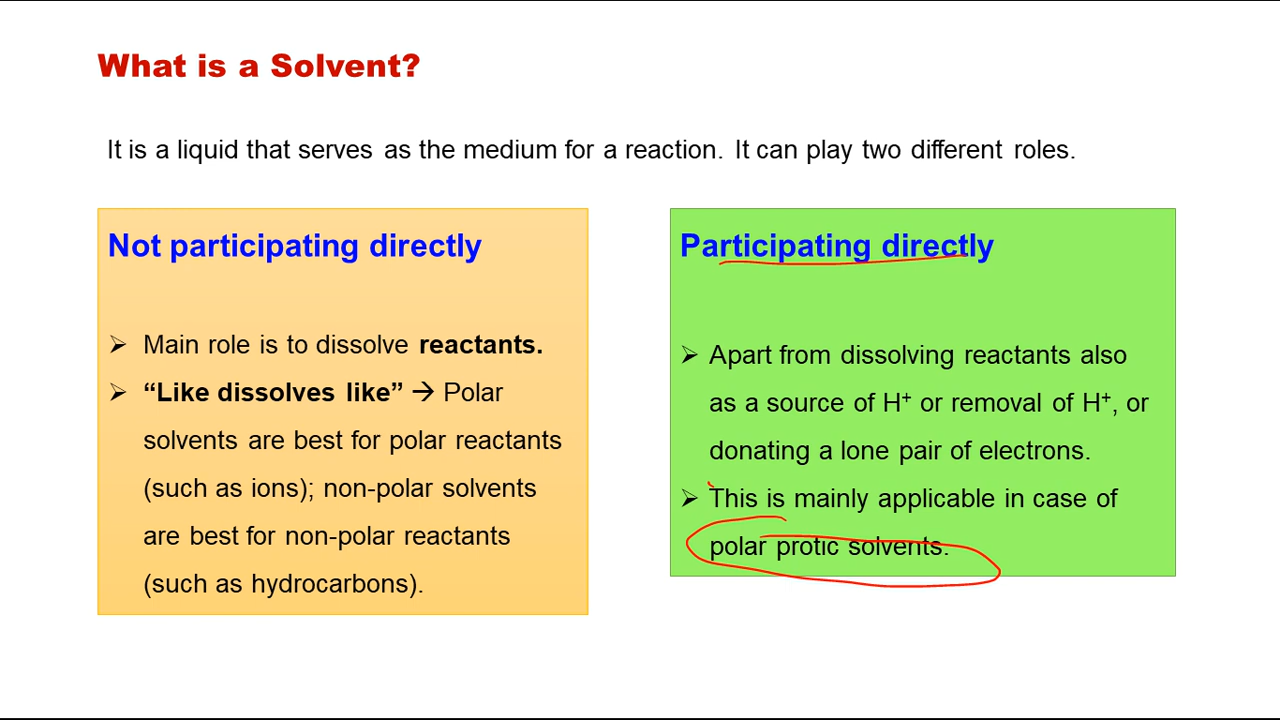 What is a Solvent?
It is a liquid that serves as the medium for a reaction. It can play two different roles.
Not participating directly
➢ Main role is to dissolve reactants.
➢ “Like dissolves like” → Polar
solvents are best for polar reactants
(such as ions); non-polar solvents
are best for non-polar reactants
(such as hydrocarbons).
Participating directly
➢ Apart from dissolving reactants also
as a source of H⁺ or removal of H⁺, or
donating a lone pair of electrons.
➢ This is mainly applicable in case of
polar protic solvents.